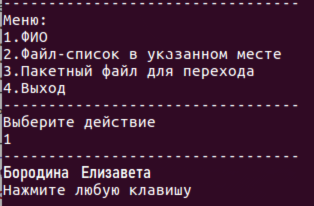 ---------------------------------
Меню:
1.ФИО
2.Файл-список в указанном месте
3.Пакетный файл для перехода
4.Выход
---------------------------------
Выберите действие
1
---------------------------------
Бородина Елизавета
Нажмите любую клавишу